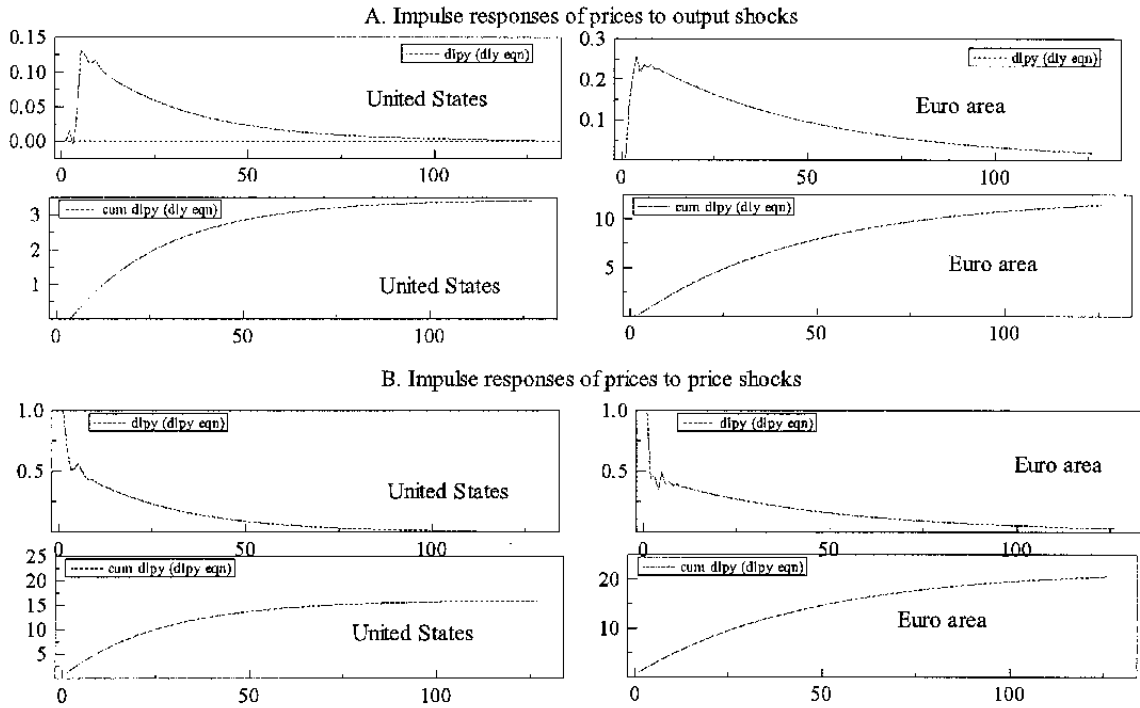 A. Impulse responses of prices to output shocks
0.15
0.10
0.05
0.00
dlpy (dly eqn)
United States
0 50 100
0.3
0.2
0.1
dlpy (dly eqn)
Euro area
0 50 100
3
2
1
cum dlpy (dly eqn)
United States
0 50 100
10
5
cum dlpy (dly eqn)
Euro area
0 50 100
B. Impulse responses of prices to price shocks
1.0
0.5
dlpy (dlpy eqn)
United States
0 50 100
1.0
0.5
dlpy (dlpy eqn)
Euro area
0 50 100
25
20
15
10
5
cum dlpy (dlpy eqn)
United States
0 50 100
20
10
cum dlpy (dlpy eqn)
Euro area
0 50 100